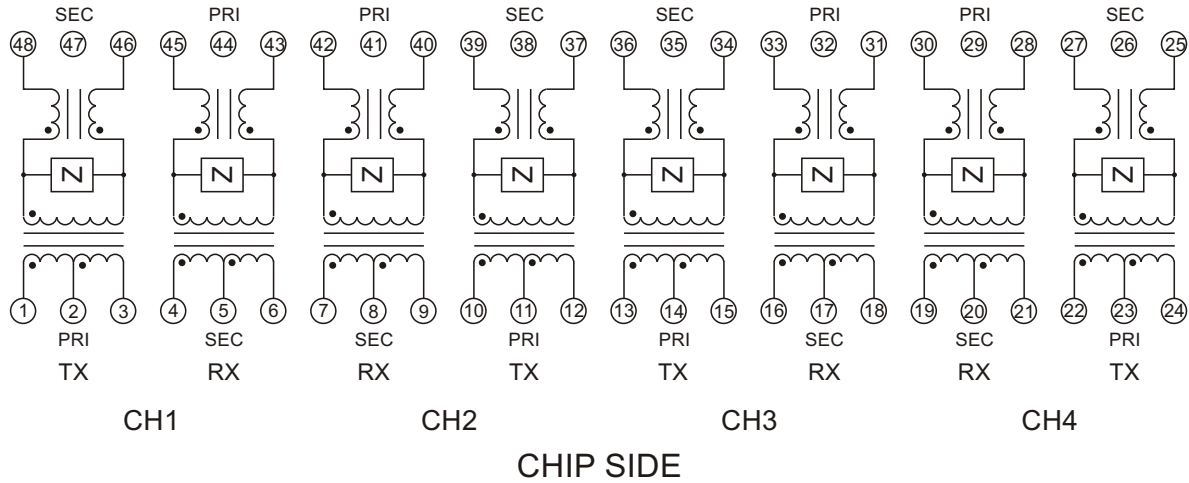 SEC PRI PRI SEC SEC PRI PRI SEC
48 47 46 45 44 43 42 41 40 39 38 37 36 35 34 33 32 31 30 29 28 27 26 25
Z Z Z Z Z Z Z Z
1 2 3 4 5 6 7 8 9 10 11 12 13 14 15 16 17 18 19 20 21 22 23 24
PRI SEC SEC PRI PRI SEC SEC PRI
TX RX RX TX TX RX RX TX
CH1 CH2 CH3 CH4
CHIP SIDE